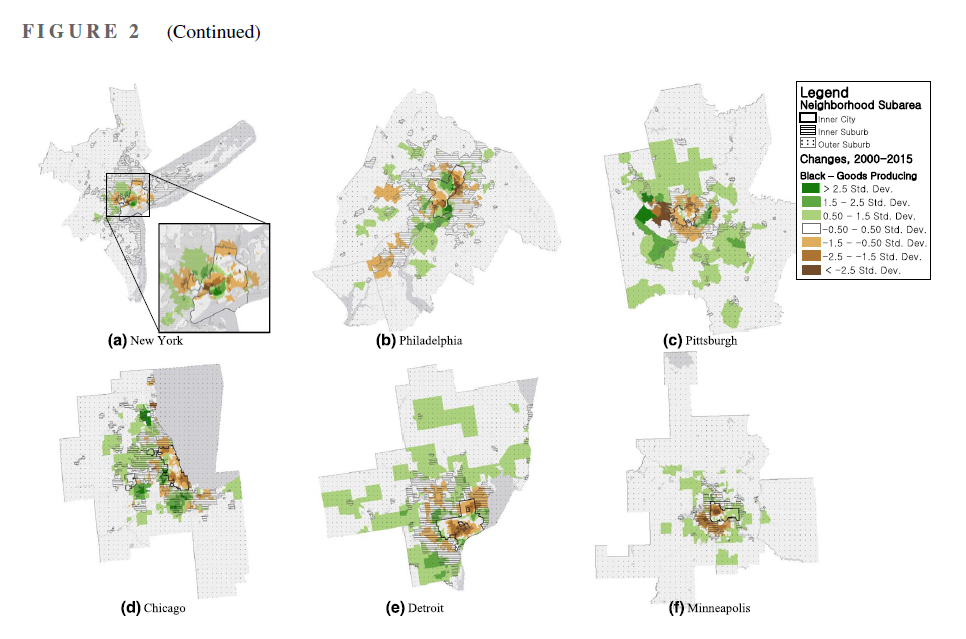 FIGURE 2 (Continued)
Legend
Neighborhood Subarea
Inner City
Inner Suburb
Outer Suburb
Changes, 2000-2015
Black - Goods Producing
> 2.5 Std. Dev.
1.5 - 2.5 Std. Dev.
0.50 - 1.5 Std. Dev.
-0.50 - 0.50 Std. Dev.
-1.5 - -0.50 Std. Dev.
-2.5 - -1.5 Std. Dev.
< -2.5 Std. Dev.
(a) New York
(b) Philadelphia
(c) Pittsburgh
(d) Chicago
(e) Detroit
(f) Minneapolis